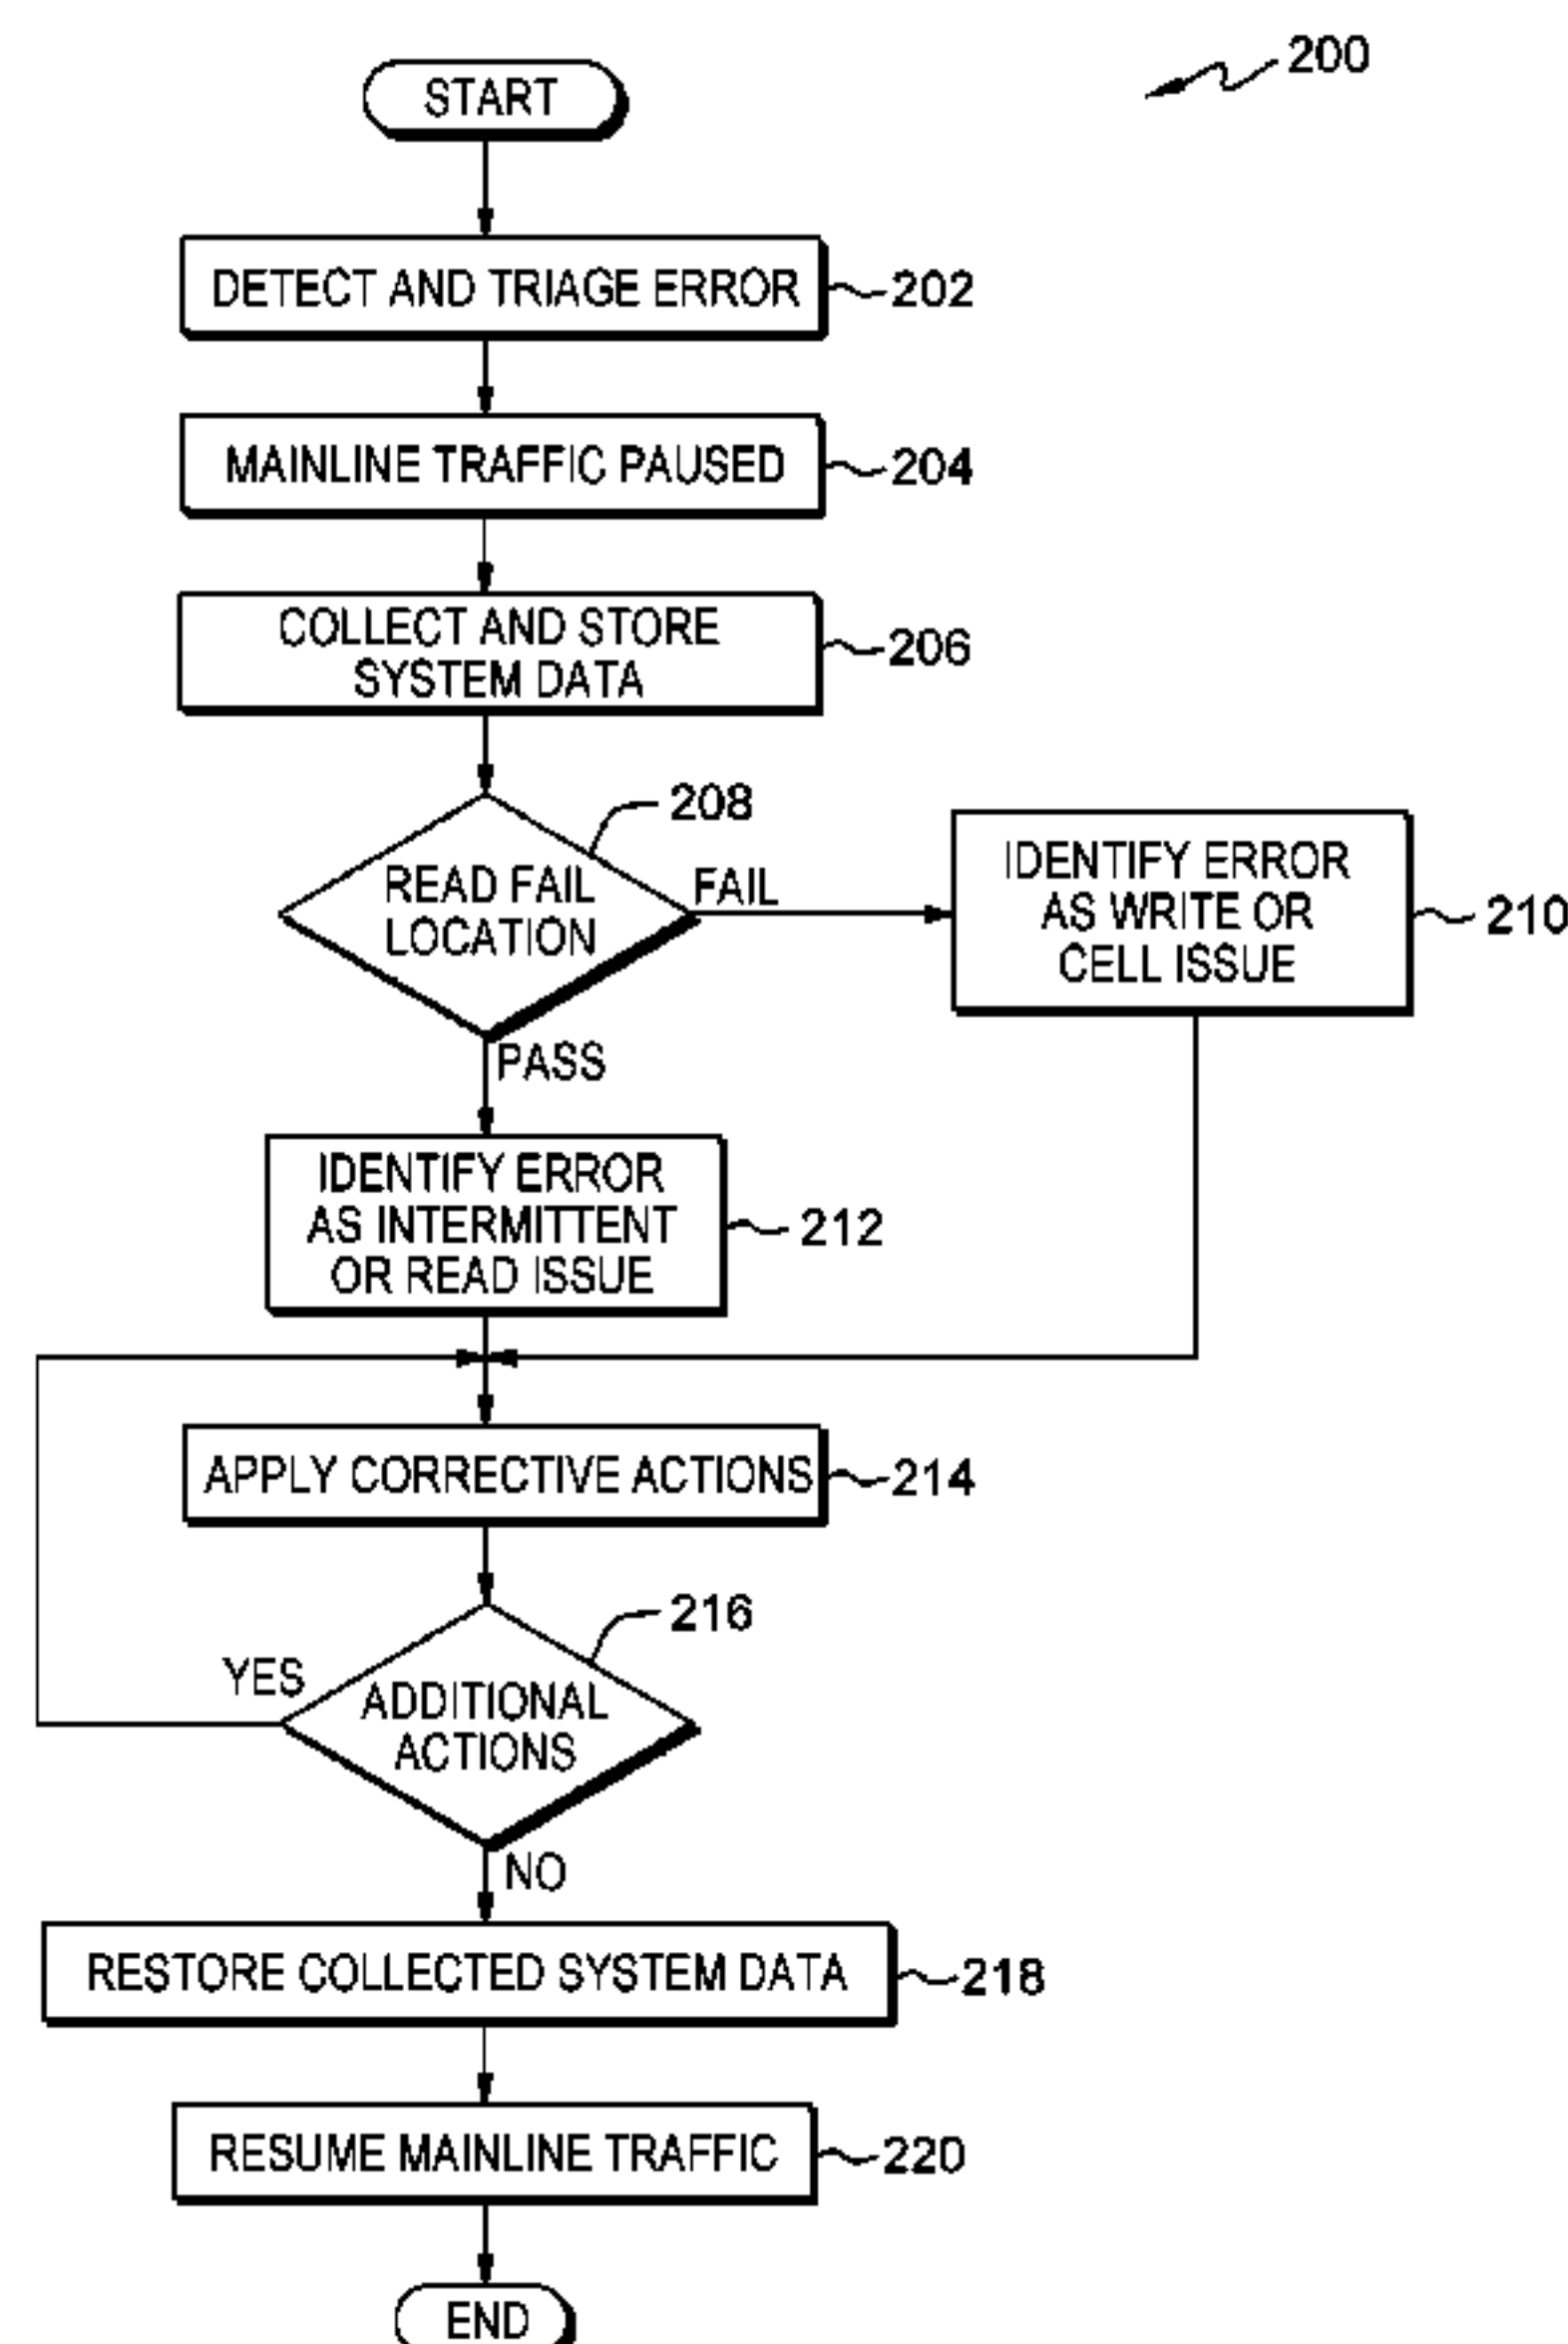 200
START
DETECT AND TRIAGE ERROR
202
MAINLINE TRAFFIC PAUSED
204
COLLECT AND STORE
SYSTEM DATA
206
208
READ FAIL
LOCATION
FAIL
IDENTIFY ERROR
AS WRITE OR
CELL ISSUE
210
PASS
IDENTIFY ERROR
AS INTERMITTENT
OR READ ISSUE
212
APPLY CORRECTIVE ACTIONS
214
216
YES
ADDITIONAL
ACTIONS
NO
RESTORE COLLECTED SYSTEM DATA
218
RESUME MAINLINE TRAFFIC
220
END